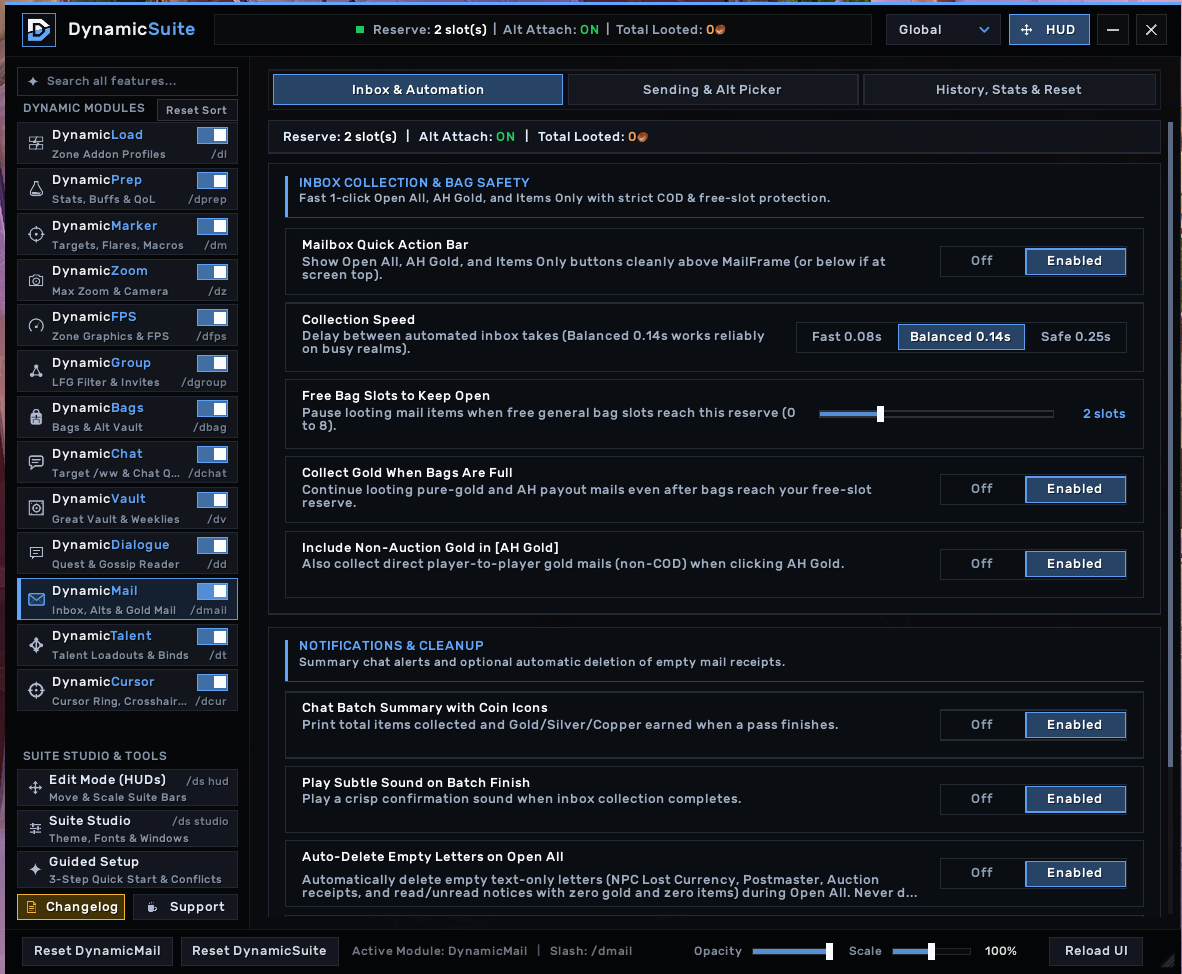 DynamicSuite
Reserve: 2 slot(s) | Alt Attach: ON | Total Looted: 0
Global
HUD
Search all features...
DYNAMIC MODULES
Reset Sort
DynamicLoad
Zone Addon Profiles /dl
DynamicPrep
Stats, Buffs & QoL /dprep
DynamicMarker
Targets, Flares, Macros /dm
DynamicZoom
Max Zoom & Camera /dz
DynamicFPS
Zone Graphics & FPS /dfps
DynamicGroup
LFG Filter & Invites /dgroup
DynamicBags
Bags & Alt Vault /dbag
DynamicChat
Target /ww & Chat Q... /dchat
DynamicVault
Great Vault & Weeklies /dv
DynamicDialogue
Quest & Gossip Reader /dd
DynamicMail
Inbox, Alts & Gold Mail /dmail
DynamicTalent
Talent Loadouts & Binds /dt
DynamicCursor
Cursor Ring, Crosshair... /dcur
SUITE STUDIO & TOOLS
Edit Mode (HUDs) /ds hud
Move & Scale Suite Bars
Suite Studio /ds studio
Theme, Fonts & Windows
Guided Setup
3-Step Quick Start & Conflicts
Changelog
Support
Inbox & Automation
Sending & Alt Picker
History, Stats & Reset
Reserve: 2 slot(s) | Alt Attach: ON | Total Looted: 0
INBOX COLLECTION & BAG SAFETY
Fast 1-click Open All, AH Gold, and Items Only with strict COD & free-slot protection.
Mailbox Quick Action Bar
Show Open All, AH Gold, and Items Only buttons cleanly above MailFrame (or below if at
screen top).
Off
Enabled
Collection Speed
Delay between automated inbox takes (Balanced 0.14s works reliably
on busy realms).
Fast 0.08s
Balanced 0.14s
Safe 0.25s
Free Bag Slots to Keep Open
Pause looting mail items when free general bag slots reach this reserve (0
to 8).
2 slots
Collect Gold When Bags Are Full
Continue looting pure-gold and AH payout mails even after bags reach your free-slot
reserve.
Off
Enabled
Include Non-Auction Gold in [AH Gold]
Also collect direct player-to-player gold mails (non-COD) when clicking AH Gold.
Off
Enabled
NOTIFICATIONS & CLEANUP
Summary chat alerts and optional automatic deletion of empty mail receipts.
Chat Batch Summary with Coin Icons
Print total items collected and Gold/Silver/Copper earned when a pass finishes.
Off
Enabled
Play Subtle Sound on Batch Finish
Play a crisp confirmation sound when inbox collection completes.
Off
Enabled
Auto-Delete Empty Letters on Open All
Automatically delete empty text-only letters (NPC Lost Currency, Postmaster, Auction
receipts, and read/unread notices with zero gold and zero items) during Open All. Never d...
Off
Enabled
Reset DynamicMail
Reset DynamicSuite
Active Module: DynamicMail | Slash: /dmail
Opacity
Scale
100%
Reload UI